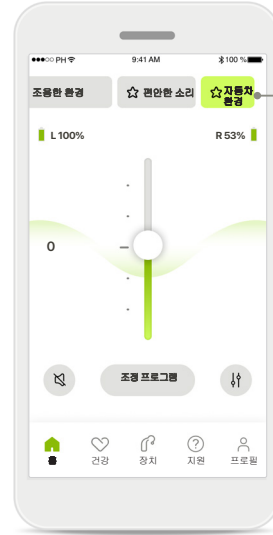 PH 9:41 AM 100 %
조용한 환경 편안한 소리 자동차
환경
L 100% R 53%
0
조정 프로그램
홈 건강 장치 지원 프로필